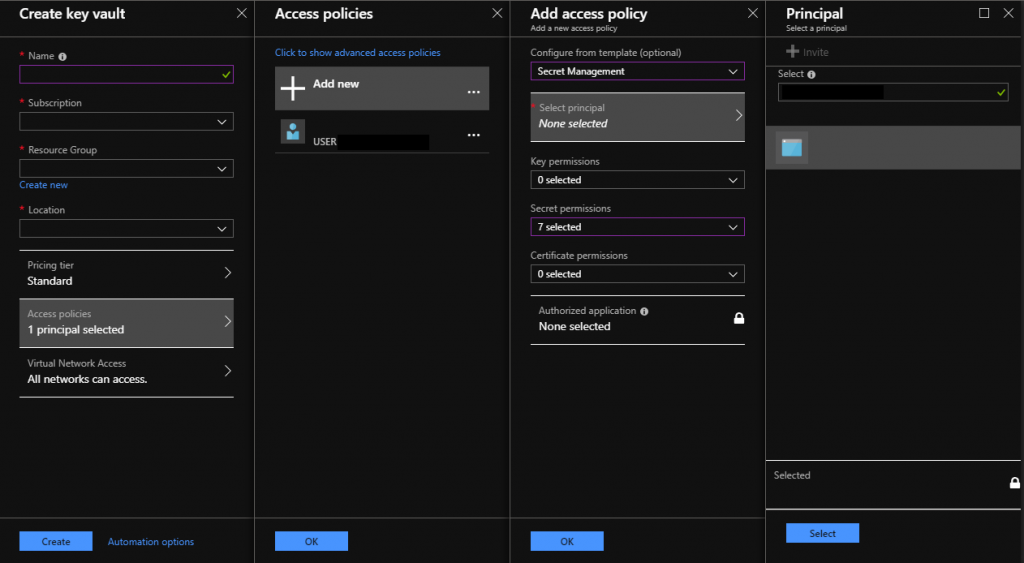 Create key vault
* Name
* Subscription
* Resource Group
Create new
* Location
Pricing tier
Standard
Access policies
1 principal selected
Virtual Network Access
All networks can access.
Create
Automation options
Access policies
Click to show advanced access policies
Add new
...
USER
...
OK
Add access policy
Add a new access policy
Configure from template (optional)
Secret Management
* Select principal
None selected
Key permissions
0 selected
Secret permissions
7 selected
Certificate permissions
0 selected
Authorized application
None selected
OK
Principal
Select a principal
Invite
Select
Selected
Select